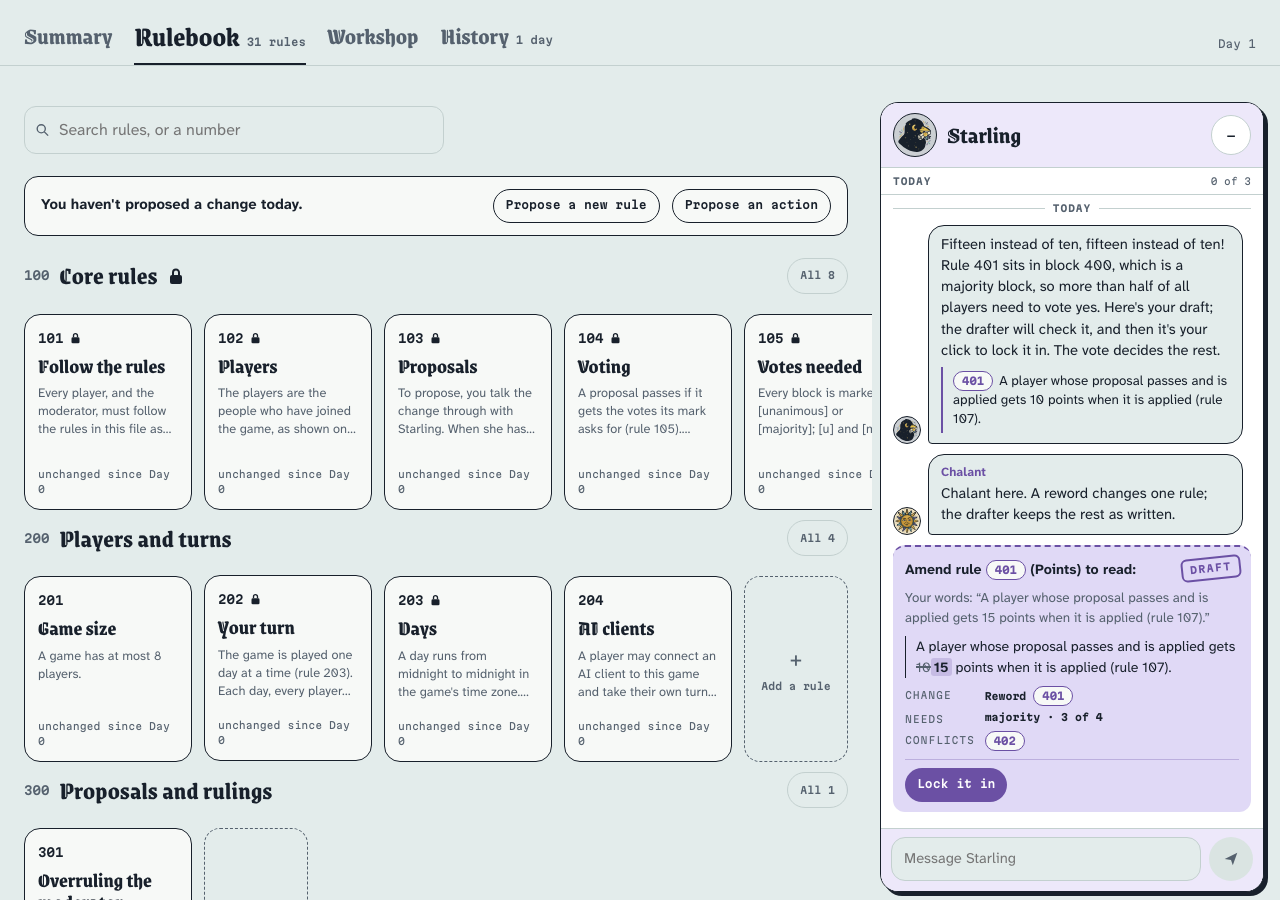 Summary Rulebook 31 rules Workshop History 1 day Day 1
Search rules, or a number
You haven't proposed a change today. Propose a new rule Propose an action
100 Core rules All 8
101
Follow the rules
Every player, and the
moderator, must follow
the rules in this file as…
unchanged since Day
0
102
Players
The players are the
people who have joined
the game, as shown on…
unchanged since Day
0
103
Proposals
To propose, you talk the
change through with
Starling. When she has…
unchanged since Day
0
104
Voting
A proposal passes if it
gets the votes its mark
asks for (rule 105).…
unchanged since Day
0
105
Votes needed
Every block is marke
[unanimous] or
[majority]; [u] and [m
unchanged since D
0
200 Players and turns All 4
201
Game size
A game has at most 8
players.
unchanged since Day
0
202
Your turn
The game is played one
day at a time (rule 203).
Each day, every player…
unchanged since Day
0
203
Days
A day runs from
midnight to midnight in
the game's time zone.…
unchanged since Day
0
204
AI clients
A player may connect an
AI client to this game
and take their own turn…
unchanged since Day
0
+
Add a rule
300 Proposals and rulings All 1
301
Overruling the
Starling
–
TODAY 0 of 3
TODAY
Fifteen instead of ten, fifteen instead of ten!
Rule 401 sits in block 400, which is a
majority block, so more than half of all
players need to vote yes. Here's your draft;
the drafter will check it, and then it's your
click to lock it in. The vote decides the rest.
401 A player whose proposal passes and is
applied gets 10 points when it is applied (rule
107).
Chalant
Chalant here. A reword changes one rule;
the drafter keeps the rest as written.
Amend rule 401 (Points) to read: DRAFT
Your words: “A player whose proposal passes and is
applied gets 15 points when it is applied (rule 107).”
A player whose proposal passes and is applied gets
10 15 points when it is applied (rule 107).
CHANGE Reword 401
NEEDS majority · 3 of 4
CONFLICTS 402
Lock it in
Message Starling